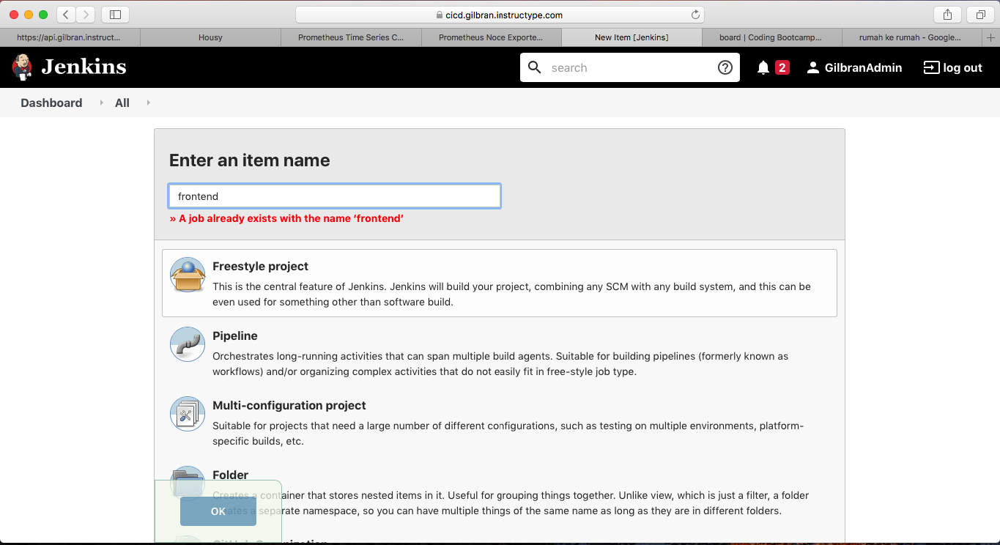 cicd.gilbran.instructype.com
https://api.gilbran.instruct...
Housy
Prometheus Time Series C...
Prometheus Noce Exporte...
New Item [Jenkins]
board | Coding Bootcamp...
rumah ke rumah - Google...
Jenkins
search
2
GilbranAdmin
log out
Dashboard
All
Enter an item name
frontend
» A job already exists with the name ‘frontend’
Freestyle project
This is the central feature of Jenkins. Jenkins will build your project, combining any SCM with any build system, and this can be
even used for something other than software build.
Pipeline
Orchestrates long-running activities that can span multiple build agents. Suitable for building pipelines (formerly known as
workflows) and/or organizing complex activities that do not easily fit in free-style job type.
Multi-configuration project
Suitable for projects that need a large number of different configurations, such as testing on multiple environments, platform-
specific builds, etc.
Folder
Creates a container that stores nested items in it. Useful for grouping things together. Unlike view, which is just a filter, a folder
creates a separate namespace, so you can have multiple things of the same name as long as they are in different folders.
OK
GitHub Organization